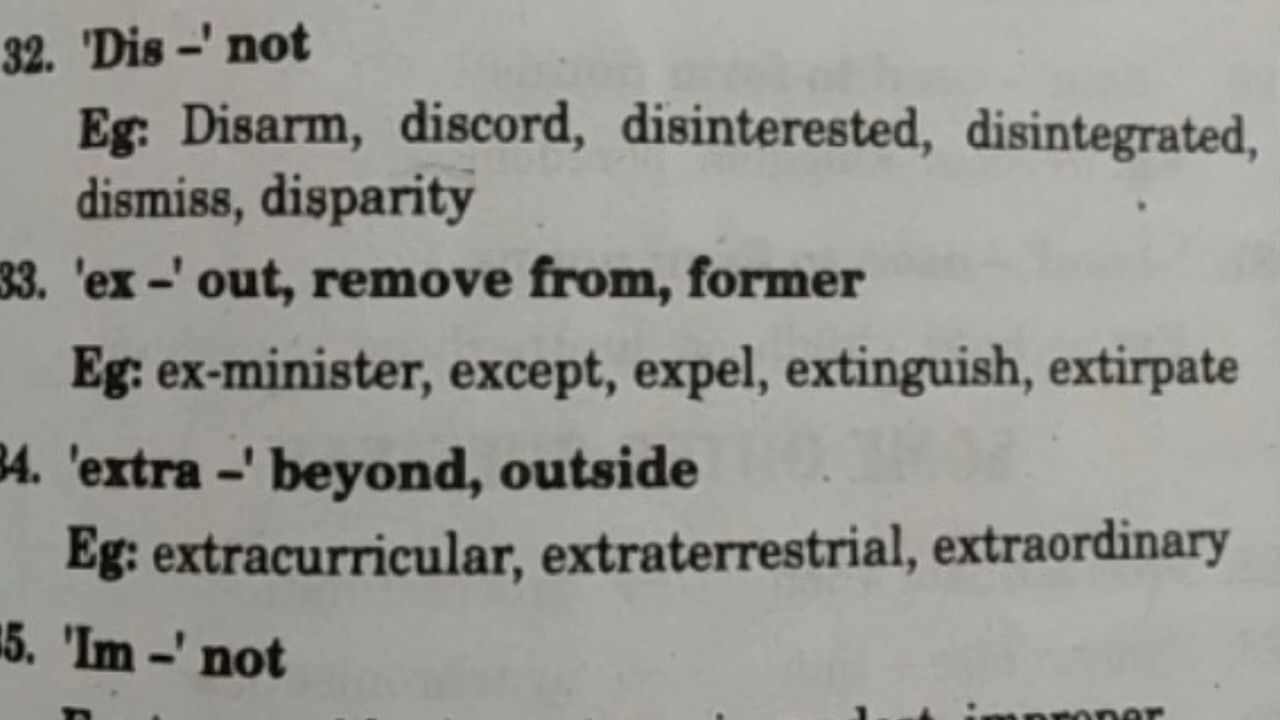 32. 'Dis –' not
Eg: Disarm, discord, disinterested, disintegrated,
dismiss, disparity
33. 'ex –' out, remove from, former
Eg: ex-minister, except, expel, extinguish, extirpate
34. 'extra –' beyond, outside
Eg: extracurricular, extraterrestrial, extraordinary
35. 'Im –' not
improper